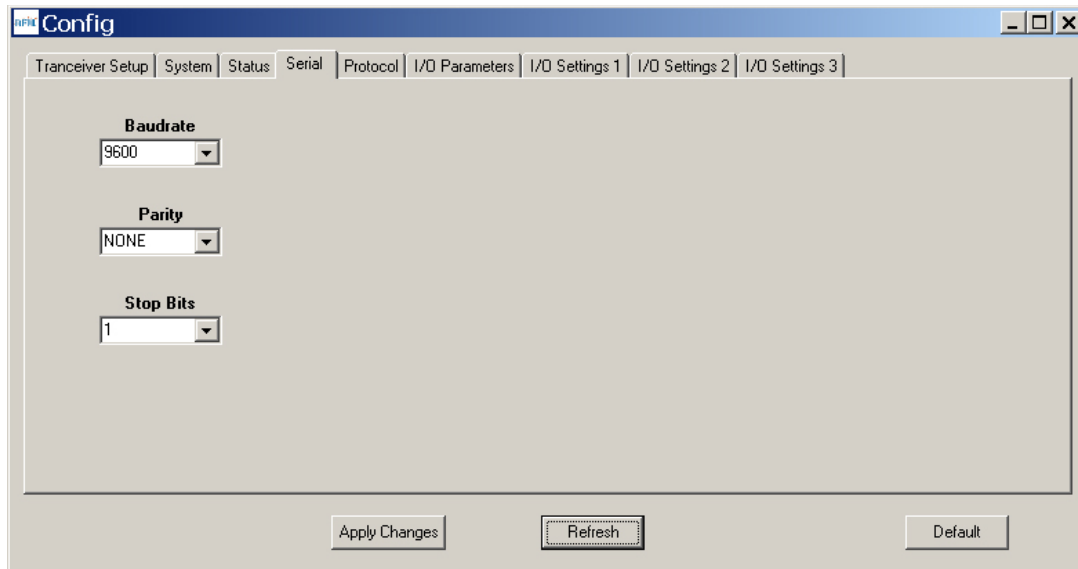 Config
Tranceiver Setup System Status Serial Protocol I/O Parameters I/O Settings 1 I/O Settings 2 I/O Settings 3
Baudrate
9600
Parity
NONE
Stop Bits
1
Apply Changes Refresh Default